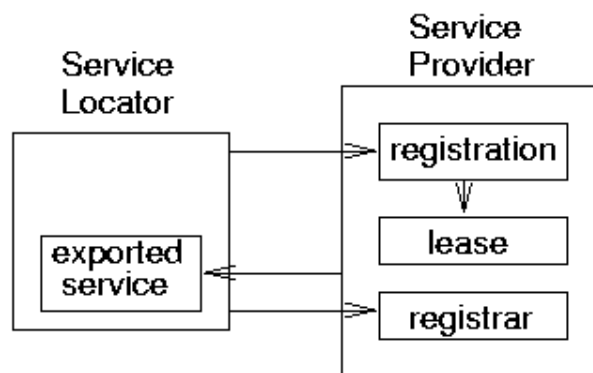 Service
Locator
exported
service
Service
Provider
registration
lease
registrar